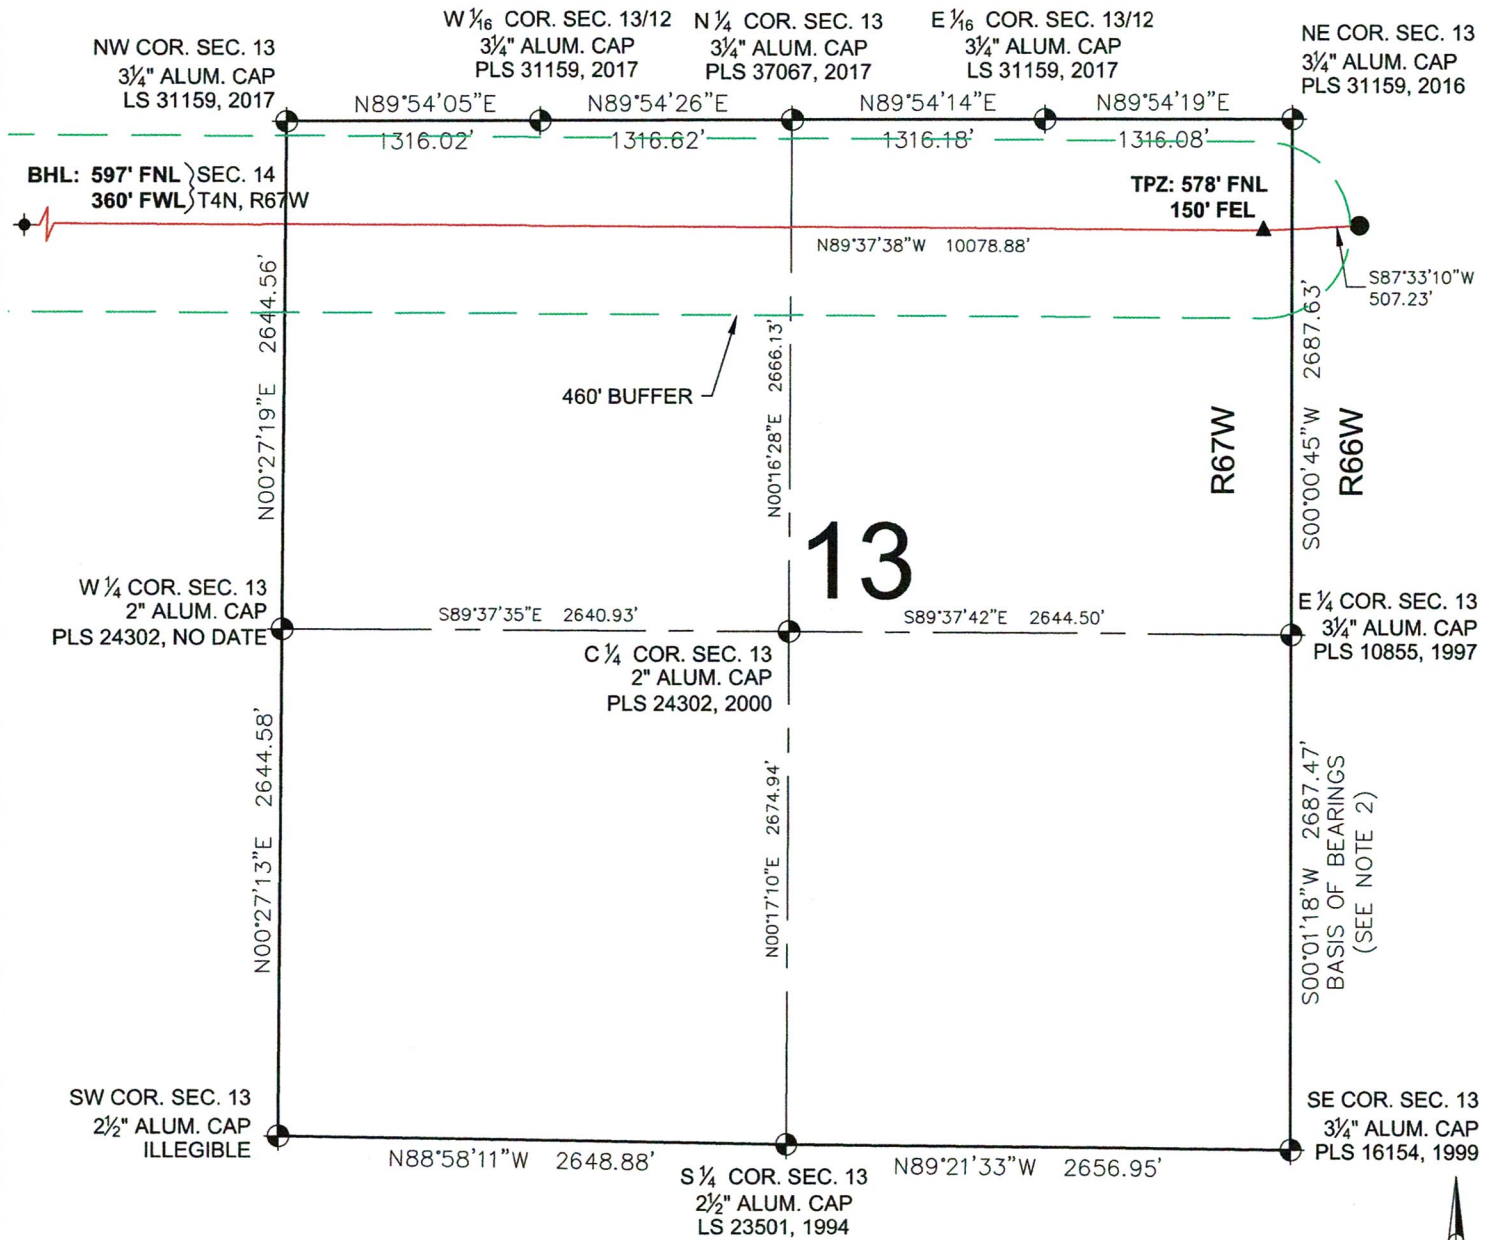 NW COR. SEC. 13
3¼" ALUM. CAP
LS 31159, 2017
W 1⁄16 COR. SEC. 13/12
3¼" ALUM. CAP
PLS 31159, 2017
N ¼ COR. SEC. 13
3¼" ALUM. CAP
PLS 37067, 2017
E 1⁄16 COR. SEC. 13/12
3¼" ALUM. CAP
LS 31159, 2017
NE COR. SEC. 13
3¼" ALUM. CAP
PLS 31159, 2016
N89°54'05"E
1316.02'
N89°54'26"E
1316.62'
N89°54'14"E
1316.18'
N89°54'19"E
1316.08'
BHL: 597' FNL } SEC. 14
360' FWL } T4N, R67W
TPZ: 578' FNL
150' FEL
N89°37'38"W 10078.88'
S87°33'10"W
507.23'
460' BUFFER
N00°27'19"E 2644.56'
N00°16'28"E 2666.13'
R67W
S00°00'45"W 2687.63'
R66W
13
W ¼ COR. SEC. 13
2" ALUM. CAP
PLS 24302, NO DATE
S89°37'35"E 2640.93'
S89°37'42"E 2644.50'
C ¼ COR. SEC. 13
2" ALUM. CAP
PLS 24302, 2000
E ¼ COR. SEC. 13
3¼" ALUM. CAP
PLS 10855, 1997
N00°27'13"E 2644.58'
N00°17'10"E 2674.94'
S00°01'18"W 2687.47'
BASIS OF BEARINGS
(SEE NOTE 2)
SW COR. SEC. 13
2½" ALUM. CAP
ILLEGIBLE
N88°58'11"W 2648.88'
S ¼ COR. SEC. 13
2½" ALUM. CAP
LS 23501, 1994
N89°21'33"W 2656.95'
SE COR. SEC. 13
3¼" ALUM. CAP
PLS 16154, 1999